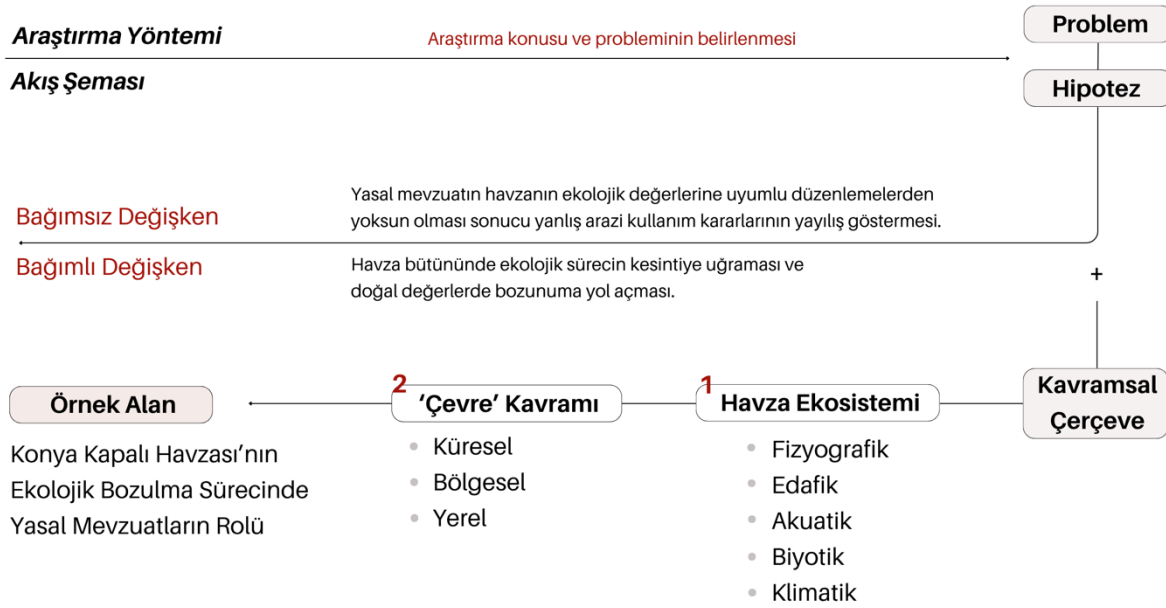 Araştırma Yöntemi
Araştırma konusu ve probleminin belirlenmesi
Problem
Akış Şeması
Hipotez
Bağımsız Değişken
Yasal mevzuatın havzanın ekolojik değerlerine uyumlu düzenlemelerden
yoksun olması sonucu yanlış arazi kullanım kararlarının yayılış göstermesi.
Bağımlı Değişken
Havza bütününde ekolojik sürecin kesintiye uğraması ve
doğal değerlerde bozunuma yol açması.
+
Kavramsal
Çerçeve
1
Havza Ekosistemi
Fizyografik
Edafik
Akuatik
Biyotik
Klimatik
2
‘Çevre’ Kavramı
Küresel
Bölgesel
Yerel
Örnek Alan
Konya Kapalı Havzası’nın
Ekolojik Bozulma Sürecinde
Yasal Mevzuatların Rolü